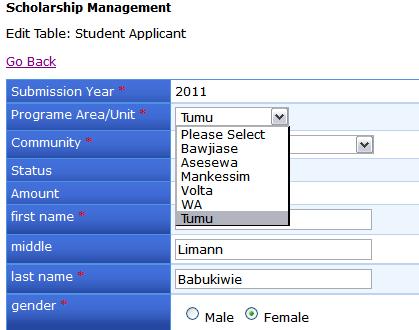 Scholarship Management
Edit Table: Student Applicant
Go Back
Submission Year * 2011
Programe Area/Unit * Tumu
Please Select
Bawjiase
Asesewa
Mankessim
Volta
WA
Tumu
Community *
Status
Amount
first name *
middle Limann
last name * Babukiwie
gender * Male Female